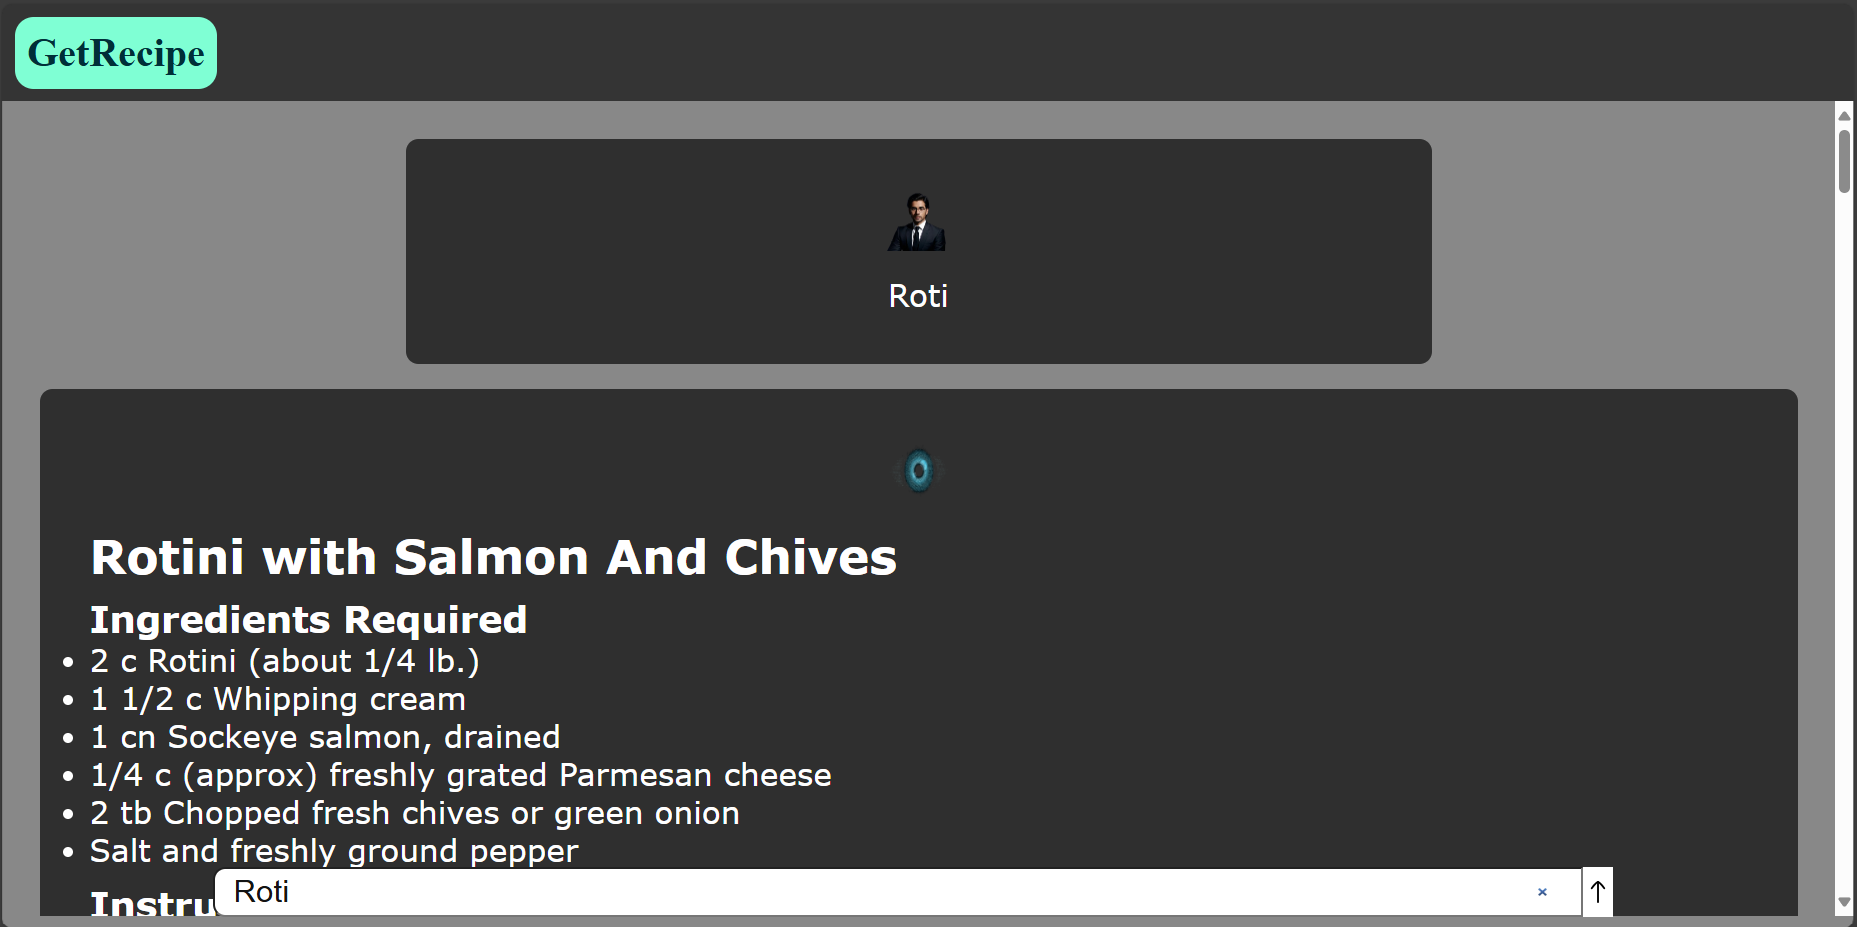 GetRecipe
Roti
Rotini with Salmon And Chives
Ingredients Required
2 c Rotini (about 1/4 lb.)
1 1/2 c Whipping cream
1 cn Sockeye salmon, drained
1/4 c (approx) freshly grated Parmesan cheese
2 tb Chopped fresh chives or green onion
Salt and freshly ground pepper
Instru
Roti